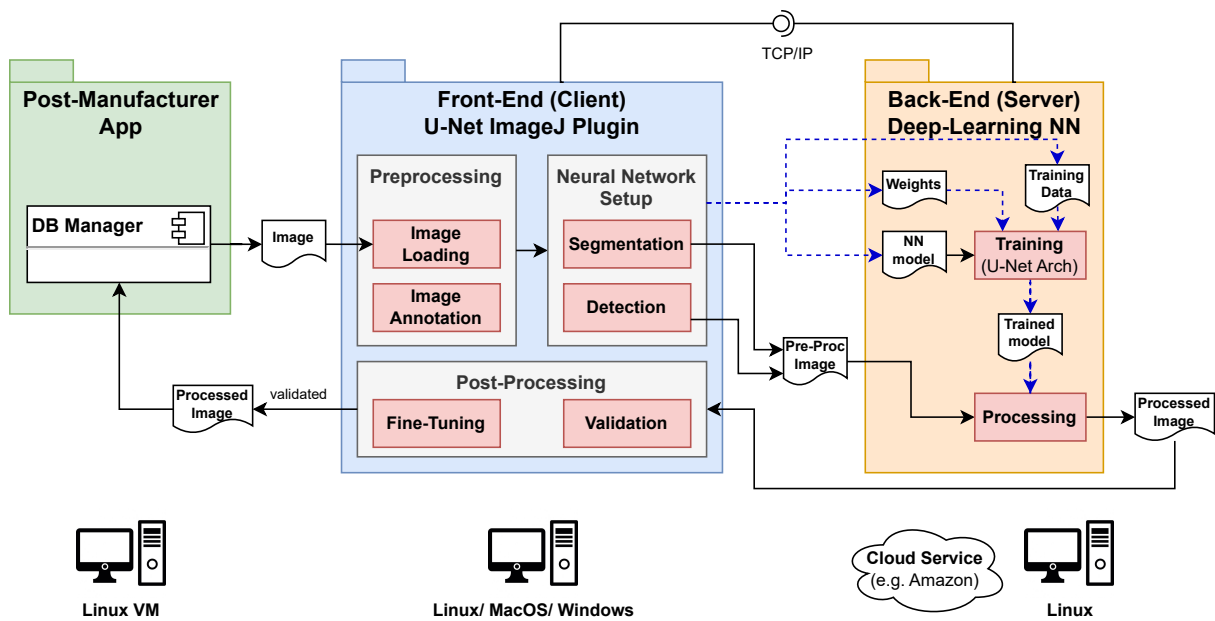 TCP/IP
Post-Manufacturer
App
Front-End (Client)
U-Net ImageJ Plugin
Back-End (Server)
Deep-Learning NN
DB Manager
Image
Preprocessing
Image
Loading
Image
Annotation
Neural Network
Setup
Segmentation
Detection
Weights
Training
Data
NN
model
Training
(U-Net Arch)
Trained
model
Pre-Proc
Image
Processing
Processed
Image
Post-Processing
Fine-Tuning
Validation
validated
Processed
Image
Linux VM
Linux/ MacOS/ Windows
Cloud Service
(e.g. Amazon)
Linux